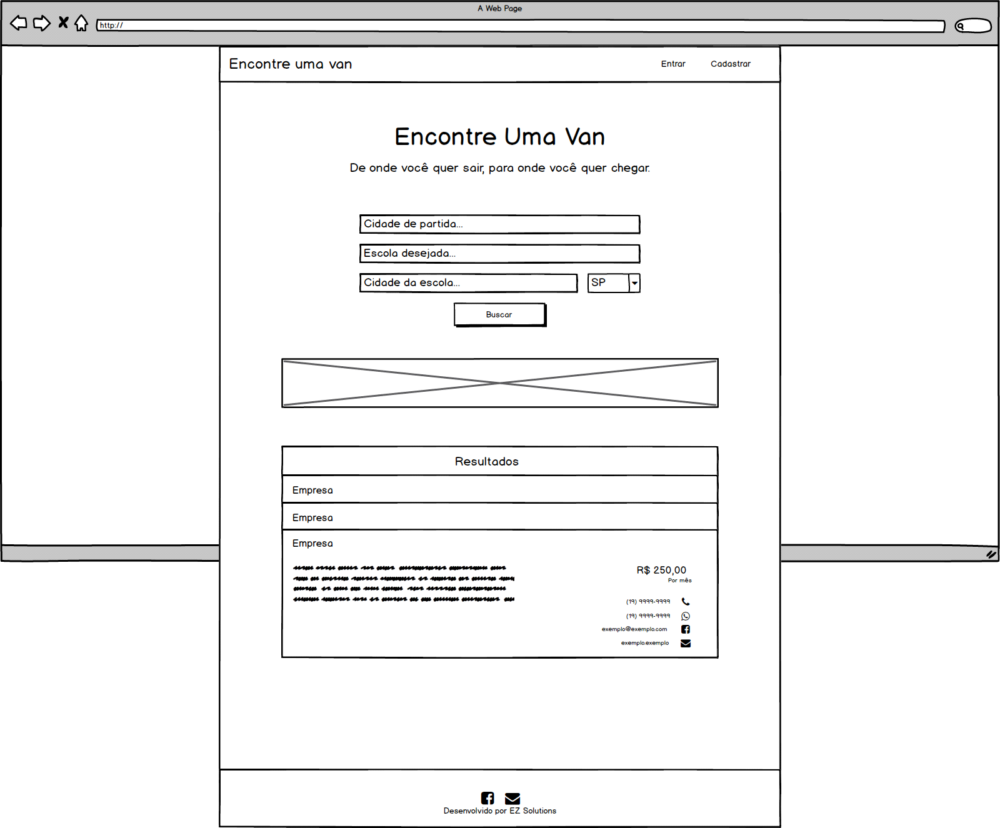 A Web Page
http://
Encontre uma van
Entrar
Cadastrar
Encontre Uma Van
De onde você quer sair, para onde você quer chegar.
Cidade de partida...
Escola desejada...
Cidade da escola...
SP
Buscar
Resultados
Empresa
Empresa
Empresa
R$ 250,00
Por mês
(19) 9999-9999
(19) 9999-9999
exemplo@exemplo.com
exemplo.exemplo
Desenvolvido por EZ Solutions